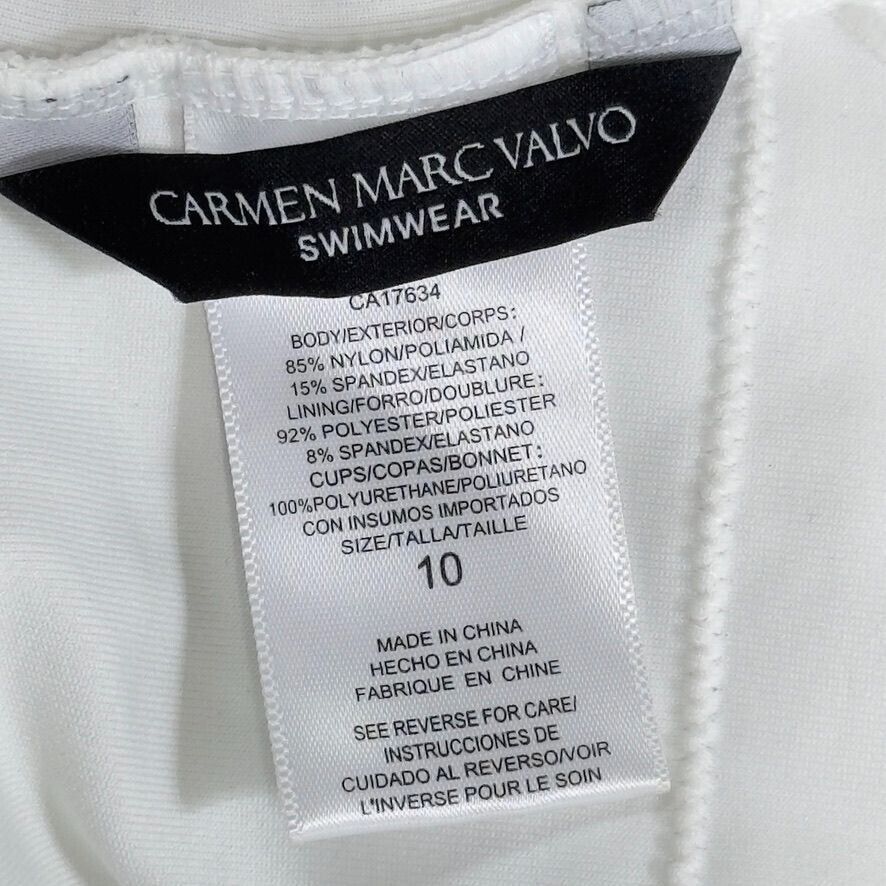 CARMEN MARC VALVO
SWIMWEAR
CA17634
BODY/EXTERIOR/CORPS:
85% NYLON/POLIAMIDA /
15% SPANDEX/ELASTANO
LINING/FORRO/DOUBLURE:
92% POLYESTER/POLIESTER
8% SPANDEX/ELASTANO
CUPS/COPAS/BONNET:
100%POLYURETHANE/POLIURETANO
CON INSUMOS IMPORTADOS
SIZE/TALLA/TAILLE
10
MADE IN CHINA
HECHO EN CHINA
FABRIQUE EN CHINE
SEE REVERSE FOR CARE/
INSTRUCCIONES DE
CUIDADO AL REVERSO/VOIR
L'INVERSE POUR LE SOIN